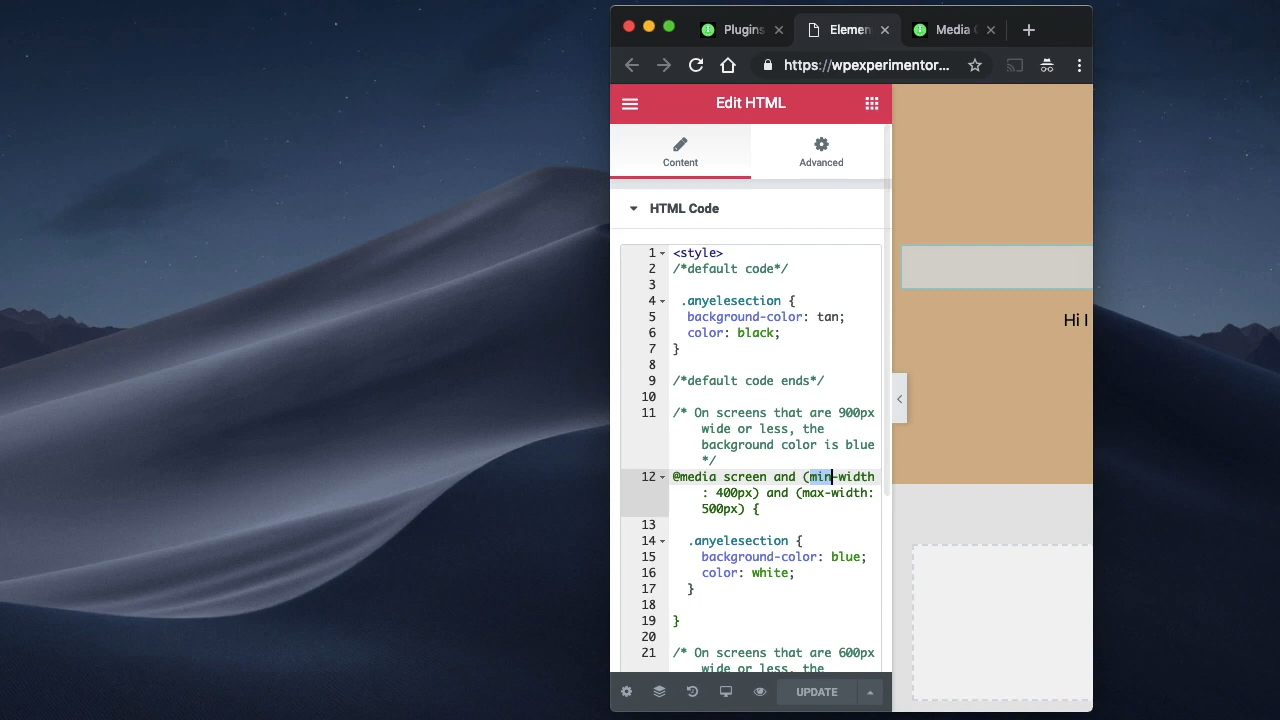 Plugins
Elemen
Media
https://wpexperimentor...
Edit HTML
Content
Advanced
HTML Code
1 <style>
2 /*default code*/
3
4 .anyelesection {
5 background-color: tan;
6 color: black;
7 }
8
9 /*default code ends*/
10
11 /* On screens that are 900px
wide or less, the
background color is blue
*/
12 @media screen and (min-width
: 400px) and (max-width:
500px) {
13
14 .anyelesection {
15 background-color: blue;
16 color: white;
17 }
18
19 }
20
21 /* On screens that are 600px
wide or less, the
Hi I
UPDATE